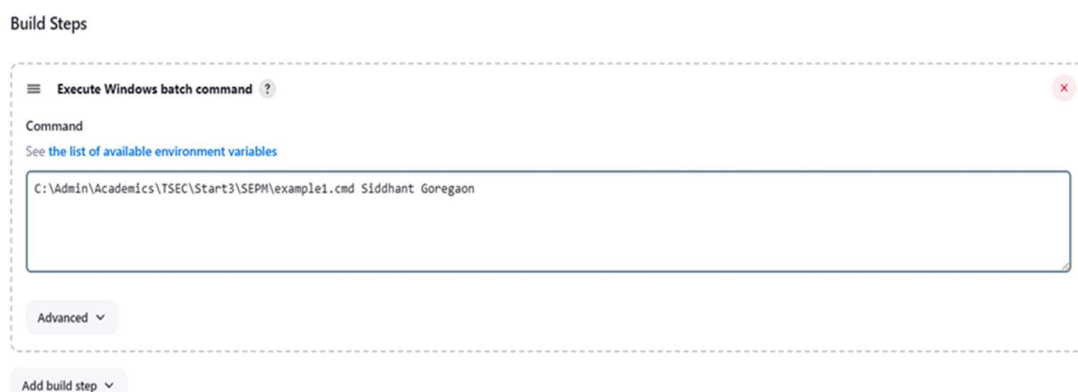 Build Steps
Execute Windows batch command ?
Command
See the list of available environment variables
C:\Admin\Academics\TSEC\Start3\SEPM\example1.cmd Siddhant Goregaon
Advanced
Add build step